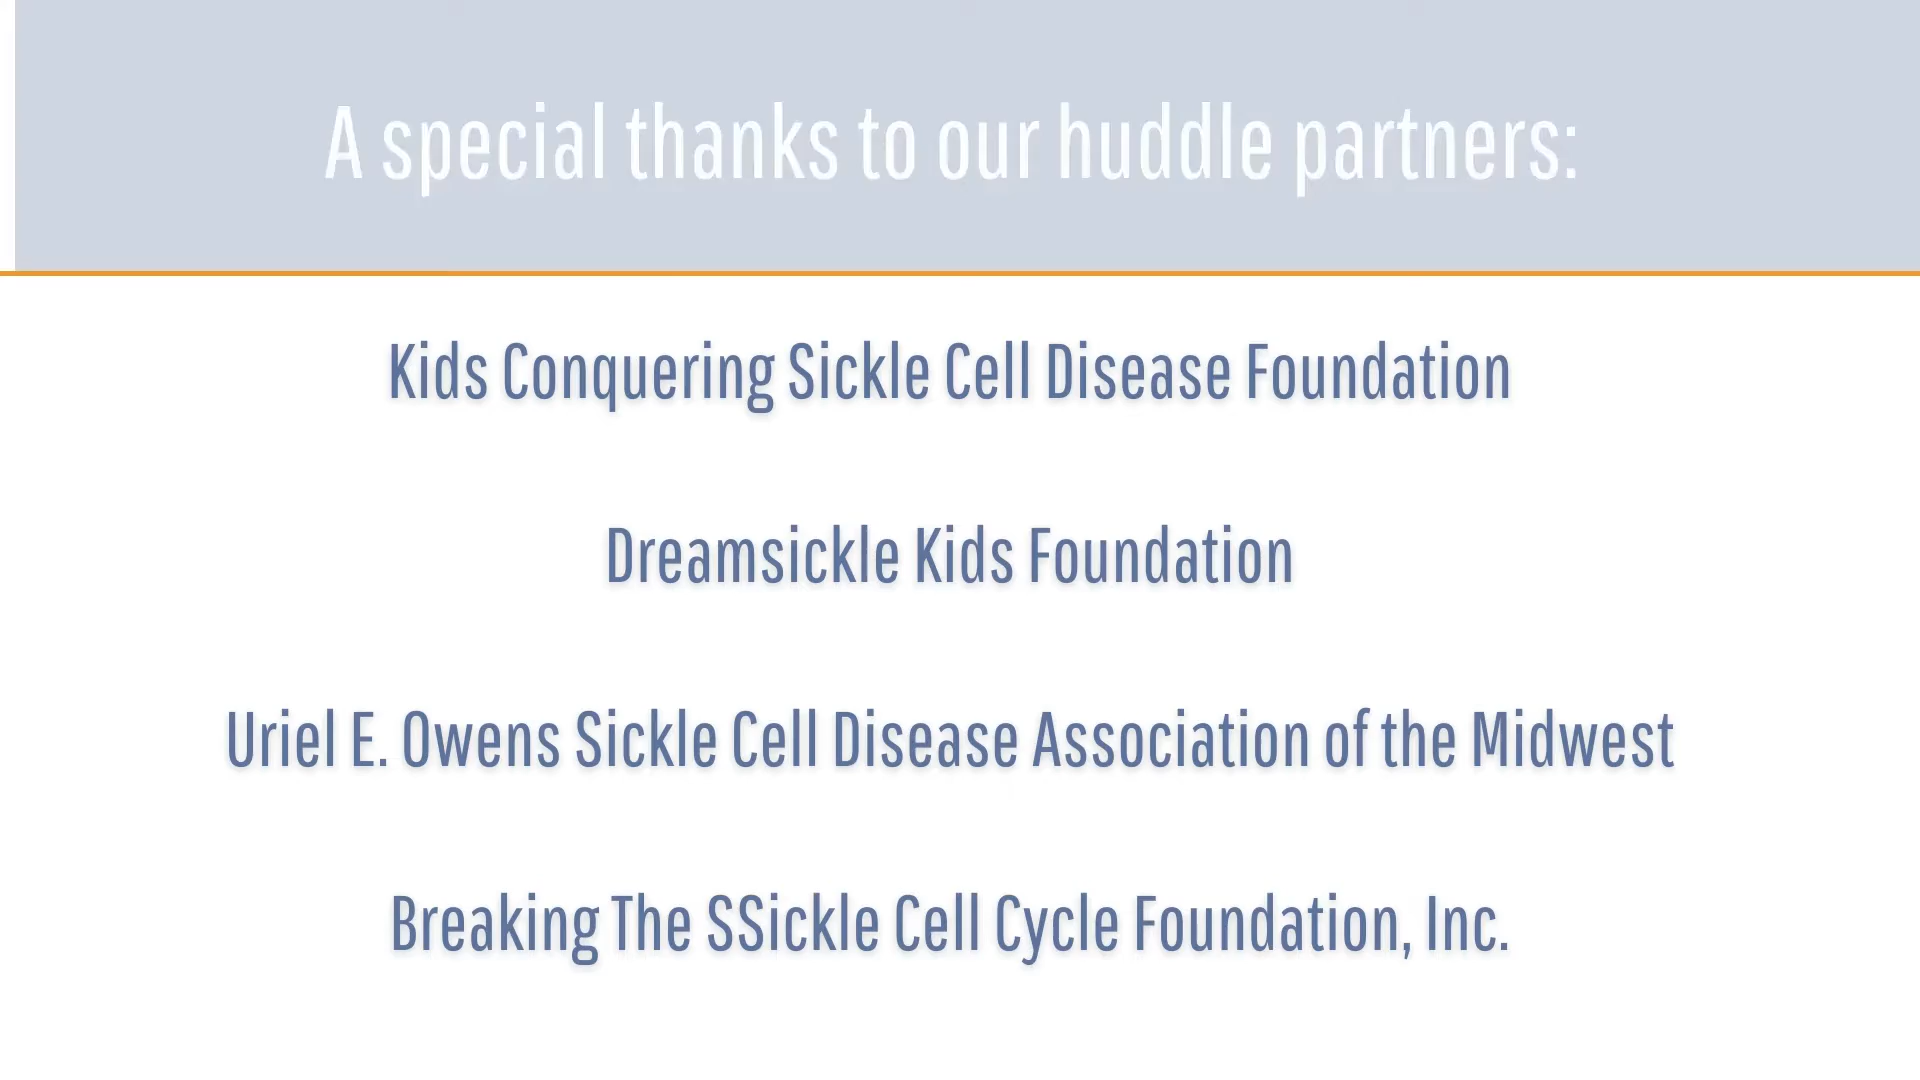 A special thanks to our huddle partners:
Kids Conquering Sickle Cell Disease Foundation
Dreamsickle Kids Foundation
Uriel E. Owens Sickle Cell Disease Association of the Midwest
Breaking The SSickle Cell Cycle Foundation, Inc.